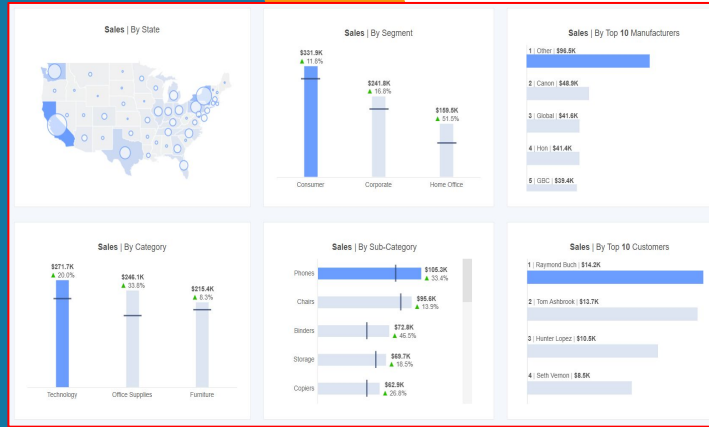 Sales | By State
Sales | By Segment
$331.9K
▲ 11.8%
$241.8K
▲ 16.8%
$159.5K
▲ 51.5%
Consumer
Corporate
Home Office
Sales | By Top 10 Manufacturers
1 | Other | $96.5K
2 | Canon | $48.9K
3 | Global | $41.6K
4 | Hon | $41.4K
5 | GBC | $39.4K
Sales | By Category
$271.7K
▲ 20.0%
$246.1K
▲ 33.8%
$215.4K
▲ 8.3%
Technology
Office Supplies
Furniture
Sales | By Sub-Category
Phones
$105.3K
▲ 33.4%
Chairs
$95.6K
▲ 13.9%
Binders
$72.8K
▲ 46.5%
Storage
$69.7K
▲ 18.5%
Copiers
$62.9K
▲ 26.8%
Sales | By Top 10 Customers
1 | Raymond Buch | $14.2K
2 | Tom Ashbrook | $13.7K
3 | Hunter Lopez | $10.5K
4 | Seth Vernon | $8.5K